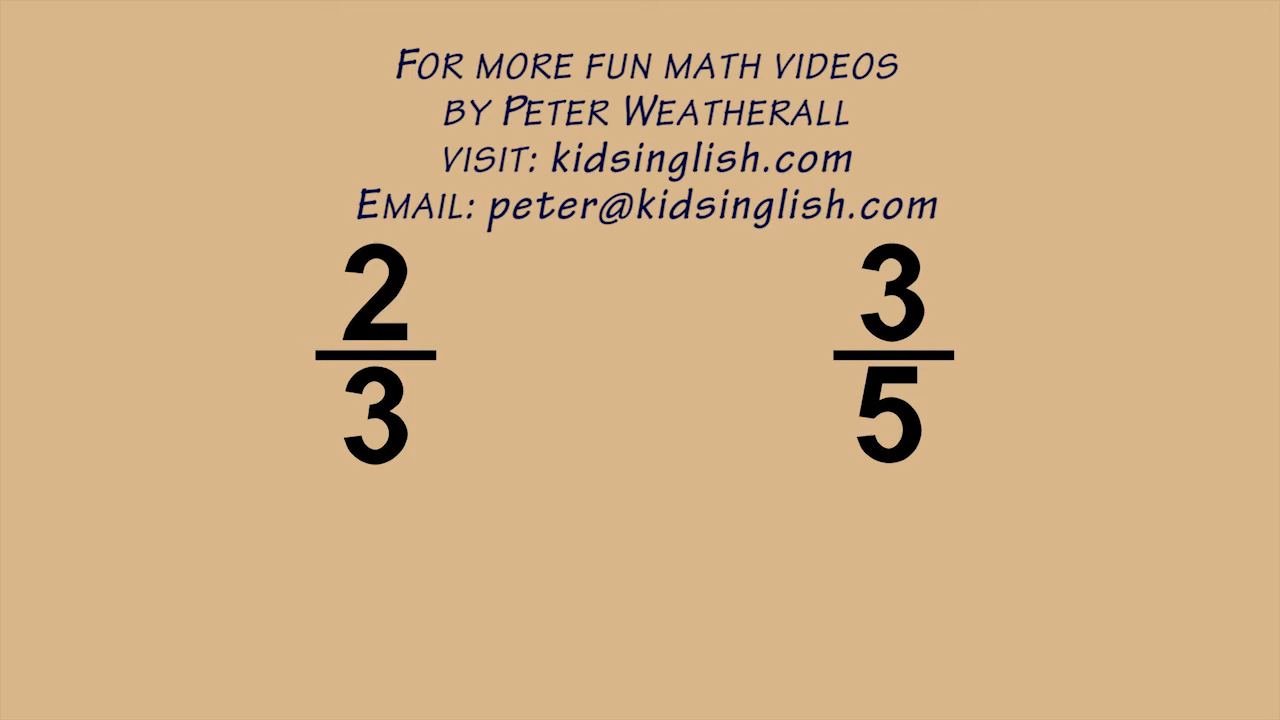 FOR MORE FUN MATH VIDEOS
BY PETER WEATHERALL
VISIT: kidsinglish.com
EMAIL: peter@kidsinglish.com
2 3
3 5